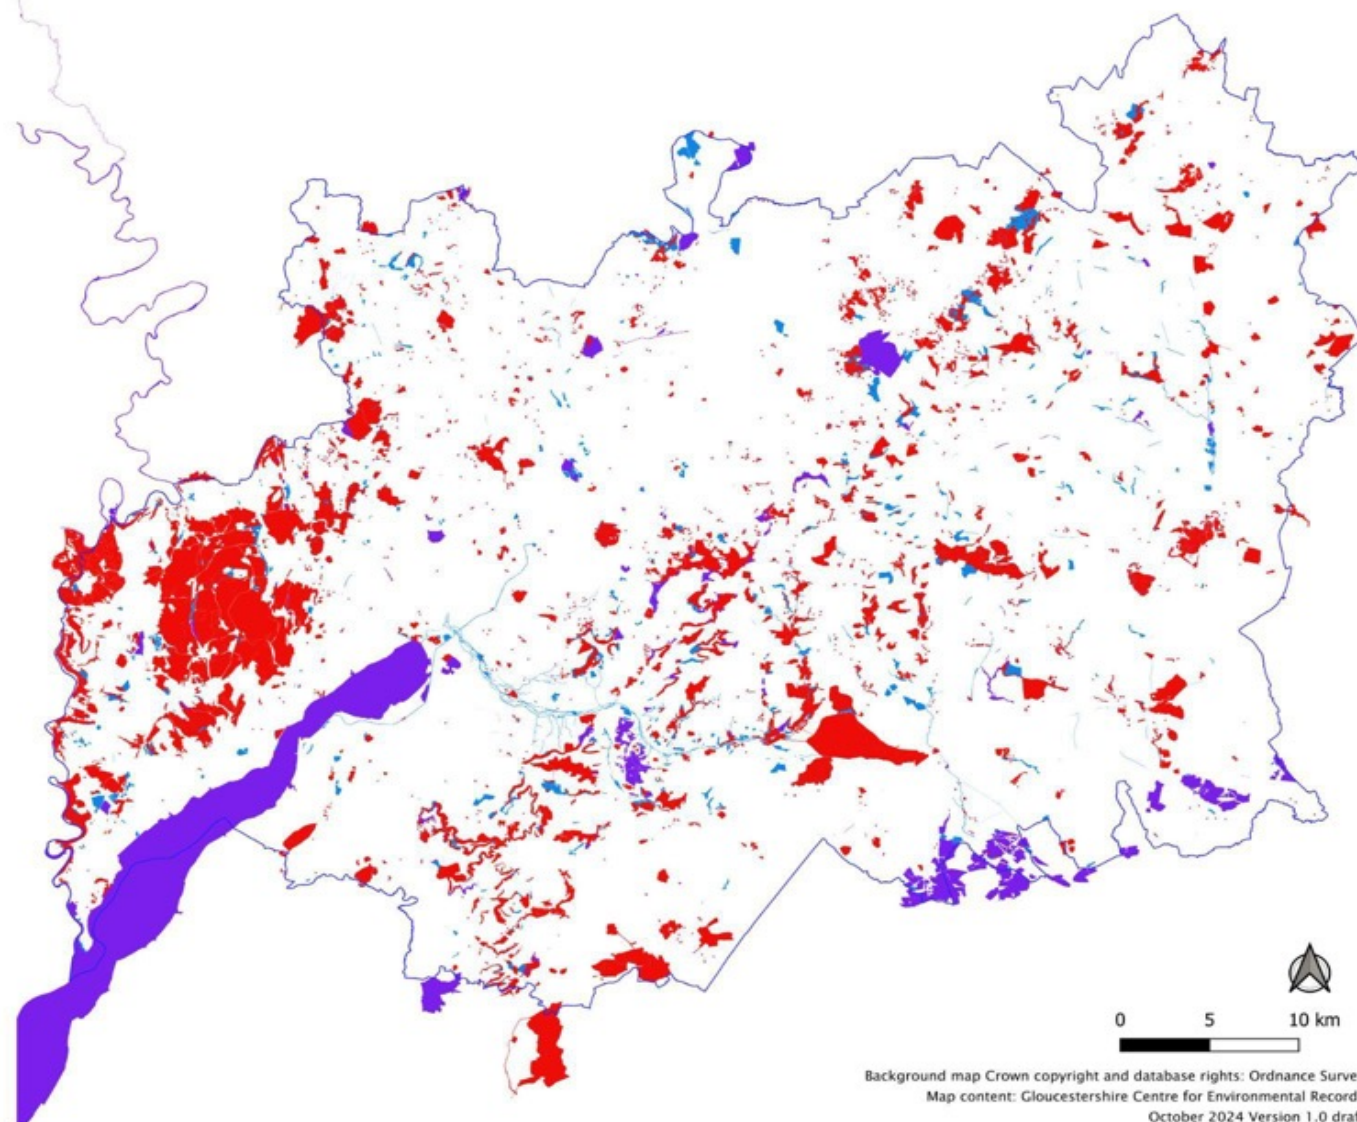 0 5 10 km
Background map Crown copyright and database rights: Ordnance Surve
Map content: Gloucestershire Centre for Environmental Record
October 2024 Version 1.0 draf